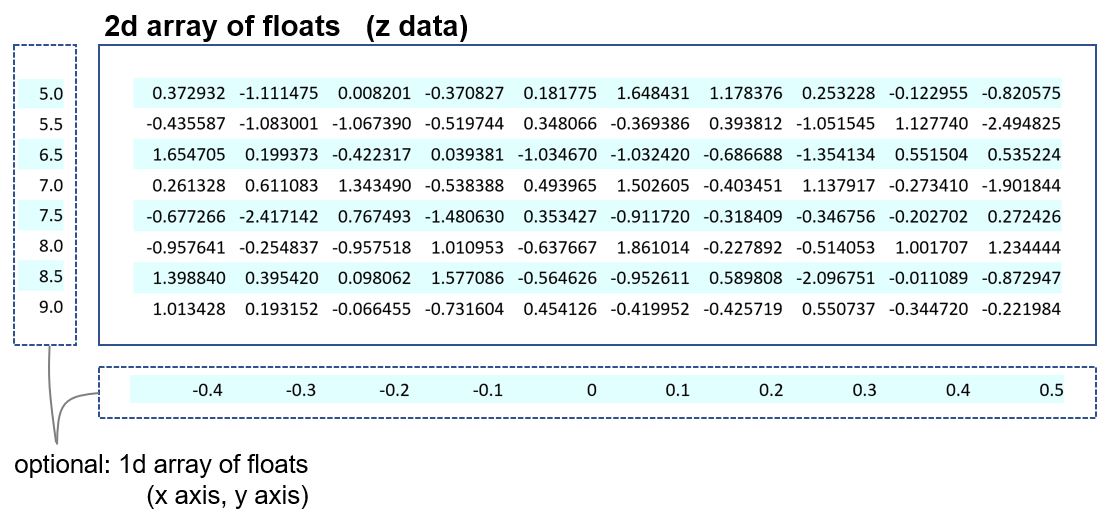 2d array of floats (z data)
5.0 0.372932 -1.111475 0.008201 -0.370827 0.181775 1.648431 1.178376 0.253228 -0.122955 -0.820575
5.5 -0.435587 -1.083001 -1.067390 -0.519744 0.348066 -0.369386 0.393812 -1.051545 1.127740 -2.494825
6.5 1.654705 0.199373 -0.422317 0.039381 -1.034670 -1.032420 -0.686688 -1.354134 0.551504 0.535224
7.0 0.261328 0.611083 1.343490 -0.538388 0.493965 1.502605 -0.403451 1.137917 -0.273410 -1.901844
7.5 -0.677266 -2.417142 0.767493 -1.480630 0.353427 -0.911720 -0.318409 -0.346756 -0.202702 0.272426
8.0 -0.957641 -0.254837 -0.957518 1.010953 -0.637667 1.861014 -0.227892 -0.514053 1.001707 1.234444
8.5 1.398840 0.395420 0.098062 1.577086 -0.564626 -0.952611 0.589808 -2.096751 -0.011089 -0.872947
9.0 1.013428 0.193152 -0.066455 -0.731604 0.454126 -0.419952 -0.425719 0.550737 -0.344720 -0.221984
-0.4 -0.3 -0.2 -0.1 0 0.1 0.2 0.3 0.4 0.5
optional: 1d array of floats
(x axis, y axis)